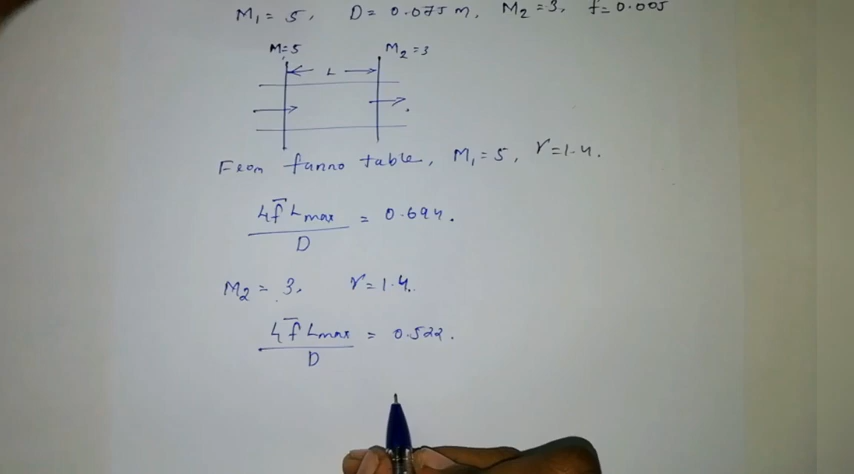 M₁ = 5, D = 0.075 m, M₂ = 3, f = 0.005
M=5 M₂ = 3
L
From fanno table, M₁ = 5, γ = 1.4.
4f̅ Lmax / D = 0.694.
M₂ = 3, γ = 1.4.
4f̅ Lmax / D = 0.522.